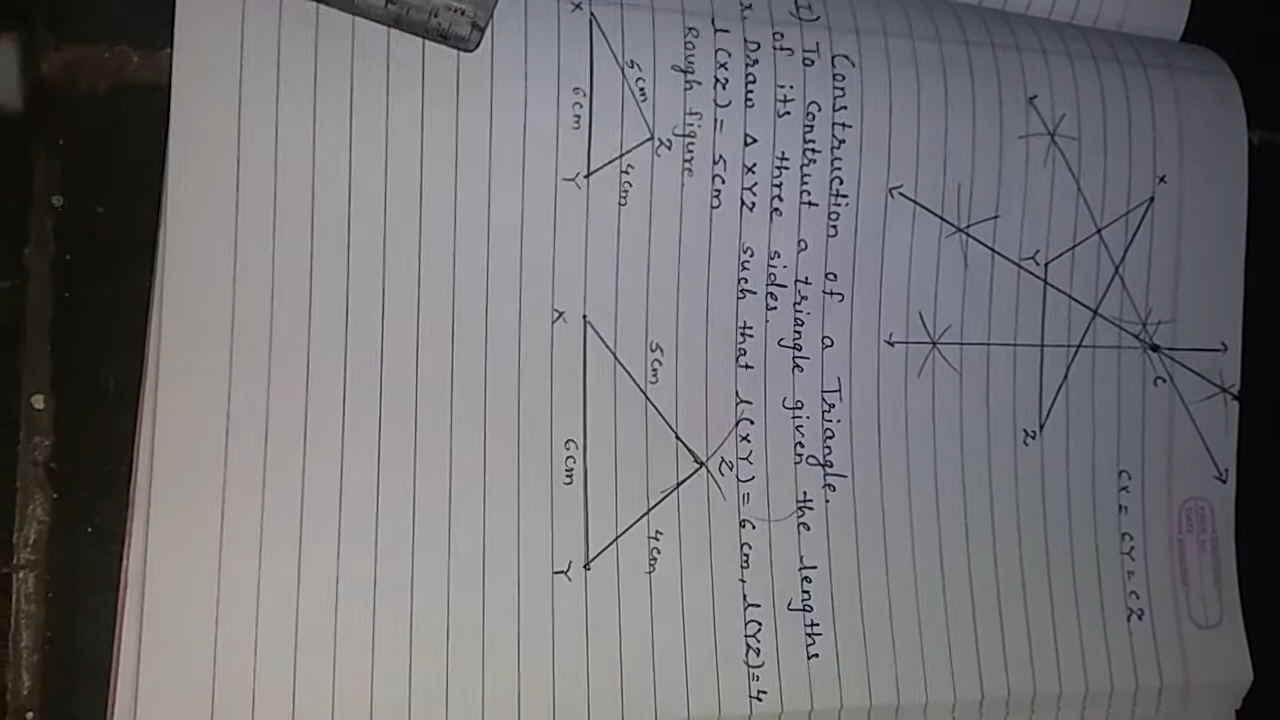 CX = CY = CZ.
X
C
Y
Z
Construction of a Triangle.
I) To construct a triangle given the lengths
of its three sides.
x. Draw Δ XYZ such that l(XY) = 6 cm, l(YZ) = 4
l(XZ) = 5cm
Rough figure.
Z
5cm
4cm
X
6cm
Y
Z
5cm
4cm
X
6cm
Y